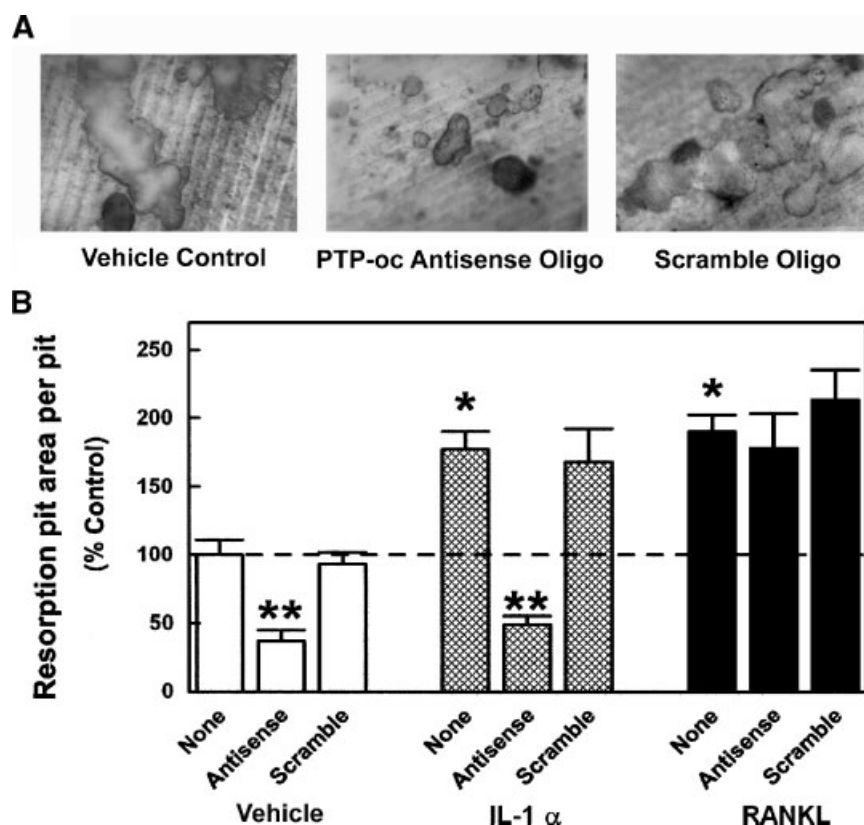 A
Vehicle Control
PTP-oc Antisense Oligo
Scramble Oligo
B
Resorption pit area per pit
(% Control)
250
200
150
100
50
0
*
**
*
**
*
None
Antisense
Scramble
None
Antisense
Scramble
None
Antisense
Scramble
Vehicle
IL-1 α
RANKL